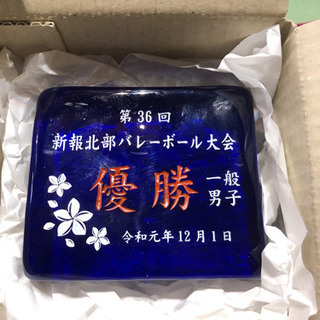 第36回
新報北部バレーボール大会
優勝 一般男子
令和元年12月1日